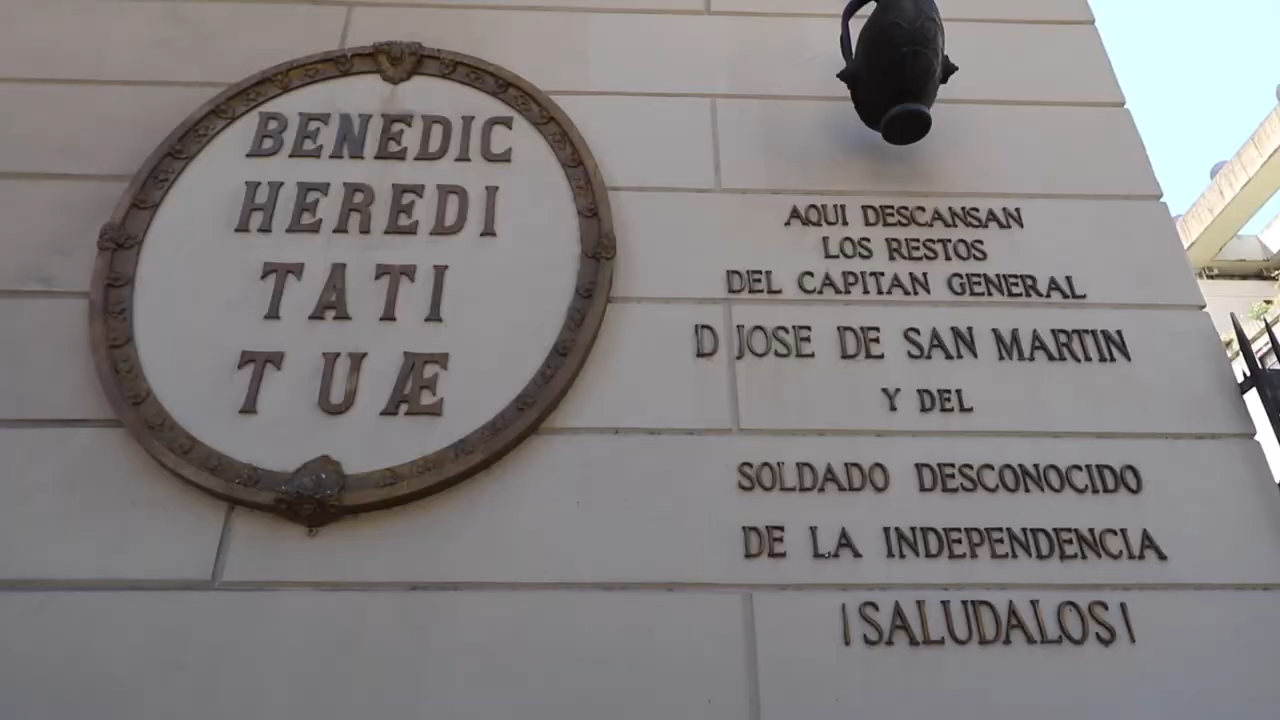 BENEDIC
HEREDI
TATI
TUÆ
AQUI DESCANSAN
LOS RESTOS
DEL CAPITAN GENERAL
D JOSE DE SAN MARTIN
Y DEL
SOLDADO DESCONOCIDO
DE LA INDEPENDENCIA
¡SALUDALOS!